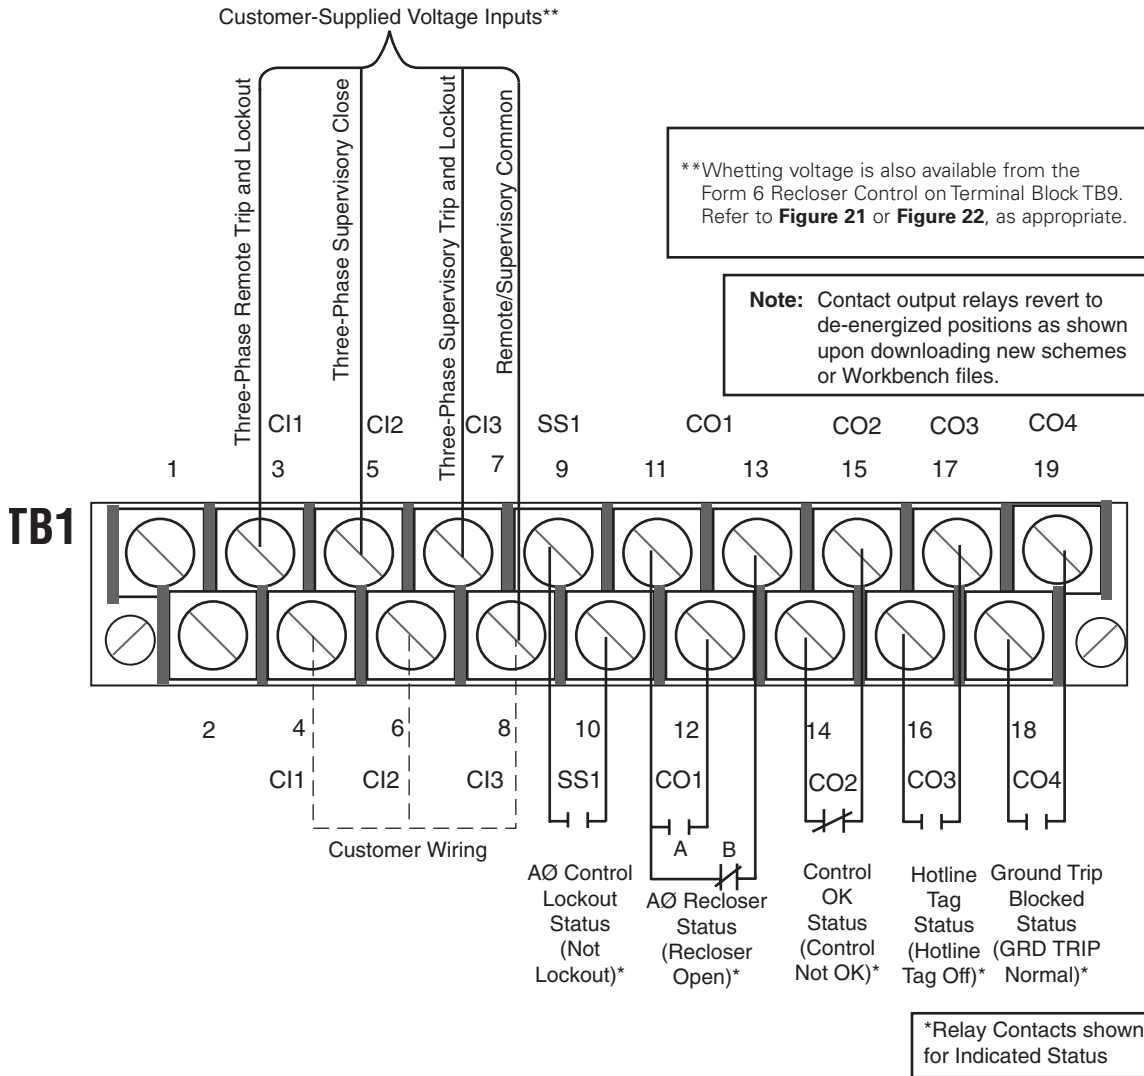 Customer-Supplied Voltage Inputs**
Three-Phase Remote Trip and Lockout
Three-Phase Supervisory Close
Three-Phase Supervisory Trip and Lockout
Remote/Supervisory Common
**Whetting voltage is also available from the
Form 6 Recloser Control on Terminal Block TB9.
Refer to Figure 21 or Figure 22, as appropriate.
Note: Contact output relays revert to
de-energized positions as shown
upon downloading new schemes
or Workbench files.
CI1 CI2 CI3 SS1 CO1 CO2 CO3 CO4
1 3 5 7 9 11 13 15 17 19
TB1
2 4 6 8 10 12 14 16 18
CI1 CI2 CI3 SS1 CO1 CO2 CO3 CO4
Customer Wiring
A B
AØ Control
Lockout
Status
(Not
Lockout)*
AØ Recloser
Status
(Recloser
Open)*
Control
OK
Status
(Control
Not OK)*
Hotline
Tag
Status
(Hotline
Tag Off)*
Ground Trip
Blocked
Status
(GRD TRIP
Normal)*
*Relay Contacts shown
for Indicated Status